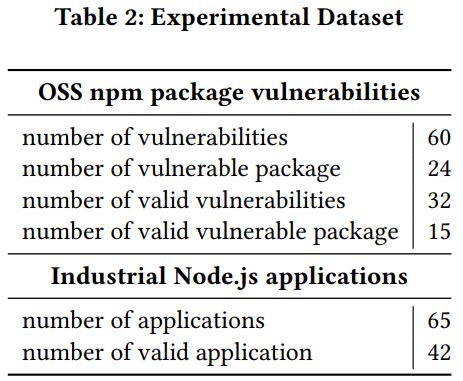 Table 2: Experimental Dataset
OSS npm package vulnerabilities
number of vulnerabilities 60
number of vulnerable package 24
number of valid vulnerabilities 32
number of valid vulnerable package 15
Industrial Node.js applications
number of applications 65
number of valid application 42